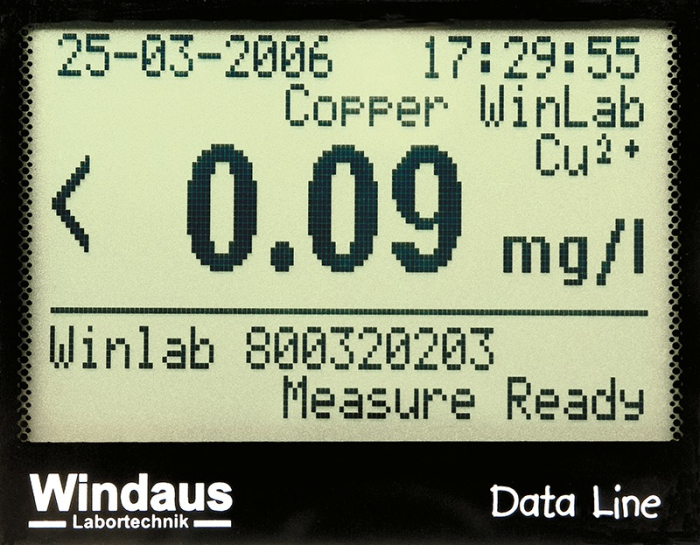 25-03-2006 17:29:55
Copper WinLab
Cu²⁺
< 0.09 mg/l
Winlab 800320203
Measure Ready
Windaus
Labortechnik
Data Line